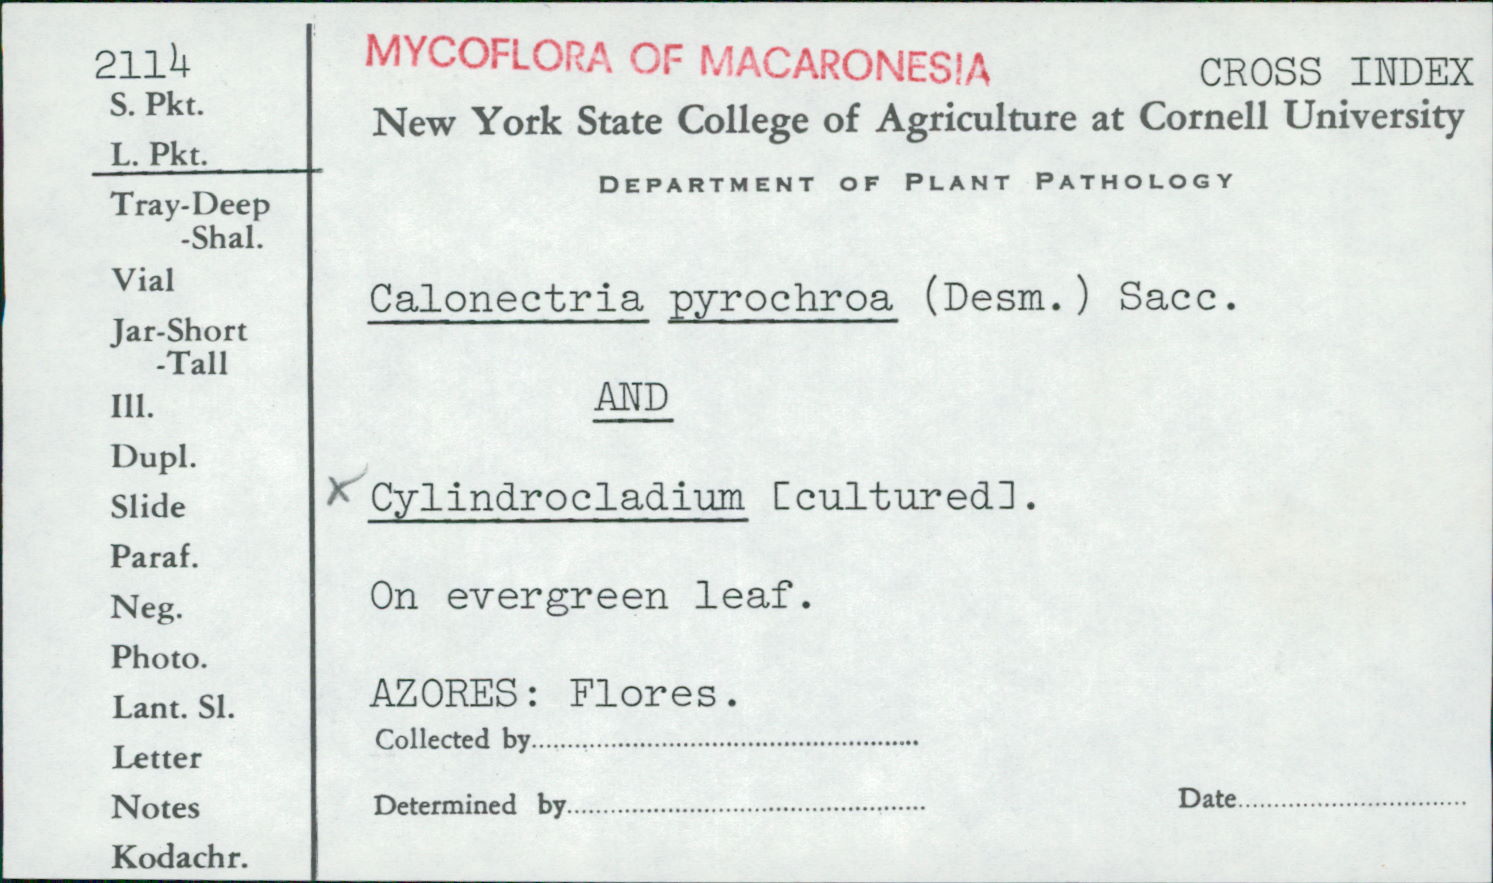 2114
S. Pkt.
L. Pkt.
Tray-Deep
-Shal.
Vial
Jar-Short
-Tall
Ill.
Dupl.
Slide
Paraf.
Neg.
Photo.
Lant. Sl.
Letter
Notes
Kodachr.
MYCOFLORA OF MACARONESIA
CROSS INDEX
New York State College of Agriculture at Cornell University
DEPARTMENT OF PLANT PATHOLOGY
Calonectria pyrochroa (Desm.) Sacc.
AND
x Cylindrocladium [cultured].
On evergreen leaf.
AZORES: Flores.
Collected by
Determined by
Date